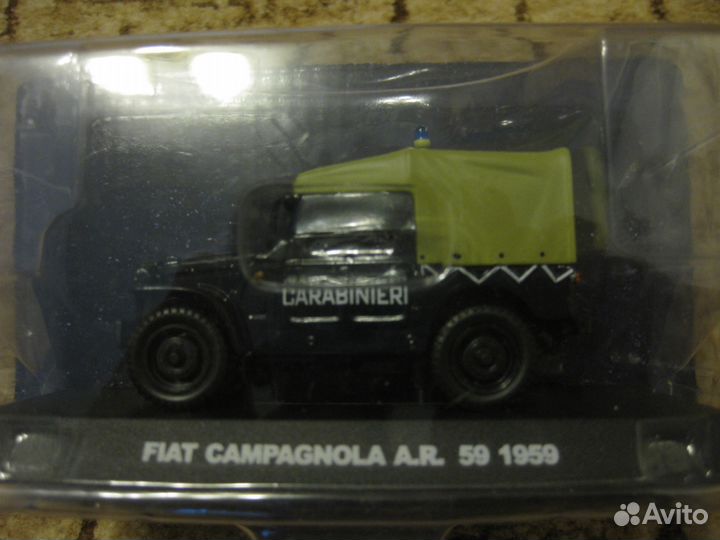 CARABINIERI
FIAT CAMPAGNOLA A.R. 59 1959
Avito